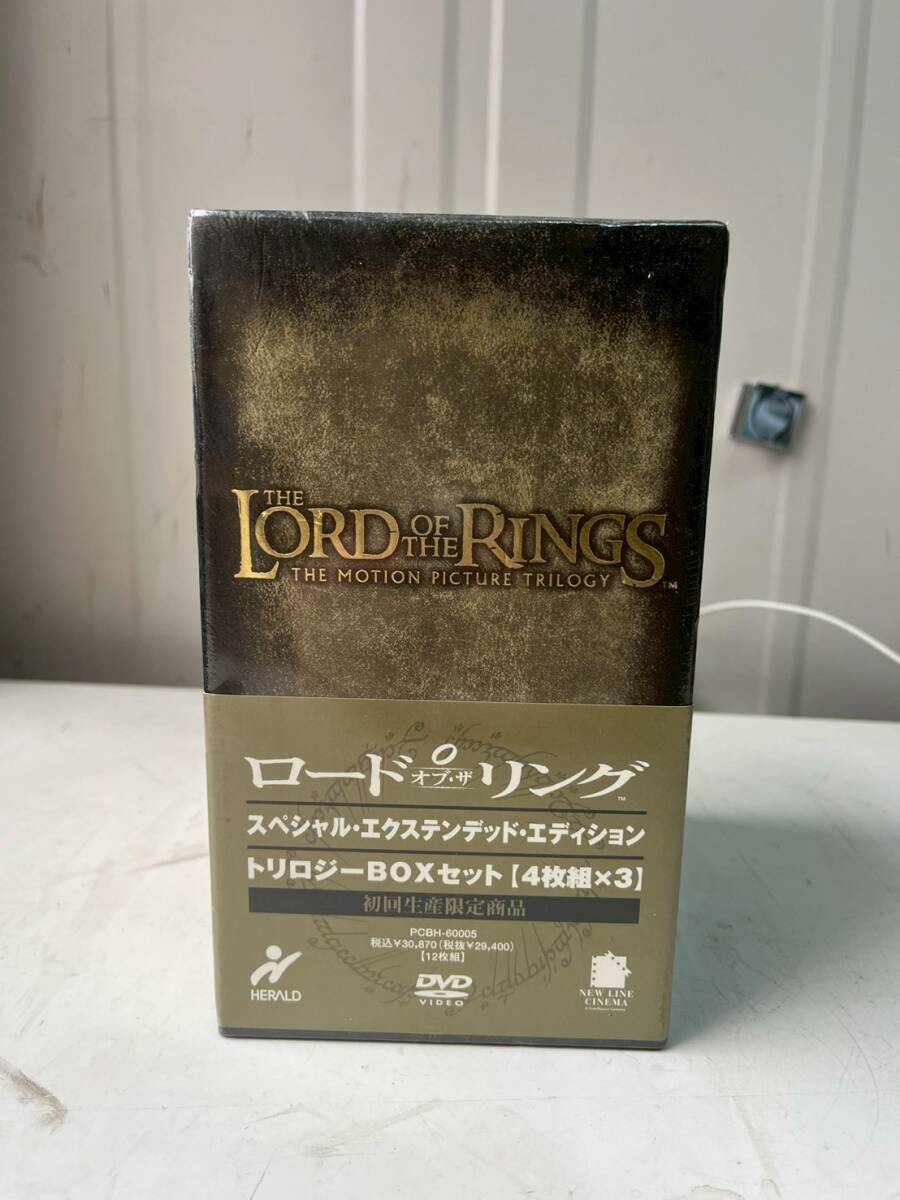 THE
LORD OF THE RINGS
THE MOTION PICTURE TRILOGY™
ロード・オブ・ザ・リング™
スペシャル・エクステンデッド・エディション
トリロジーBOXセット【4枚組×3】
初回生産限定商品
PCBH-60005
税込¥30,870(税抜¥29,400)
【12枚組】
HERALD
DVD
VIDEO
NEW LINE
CINEMA